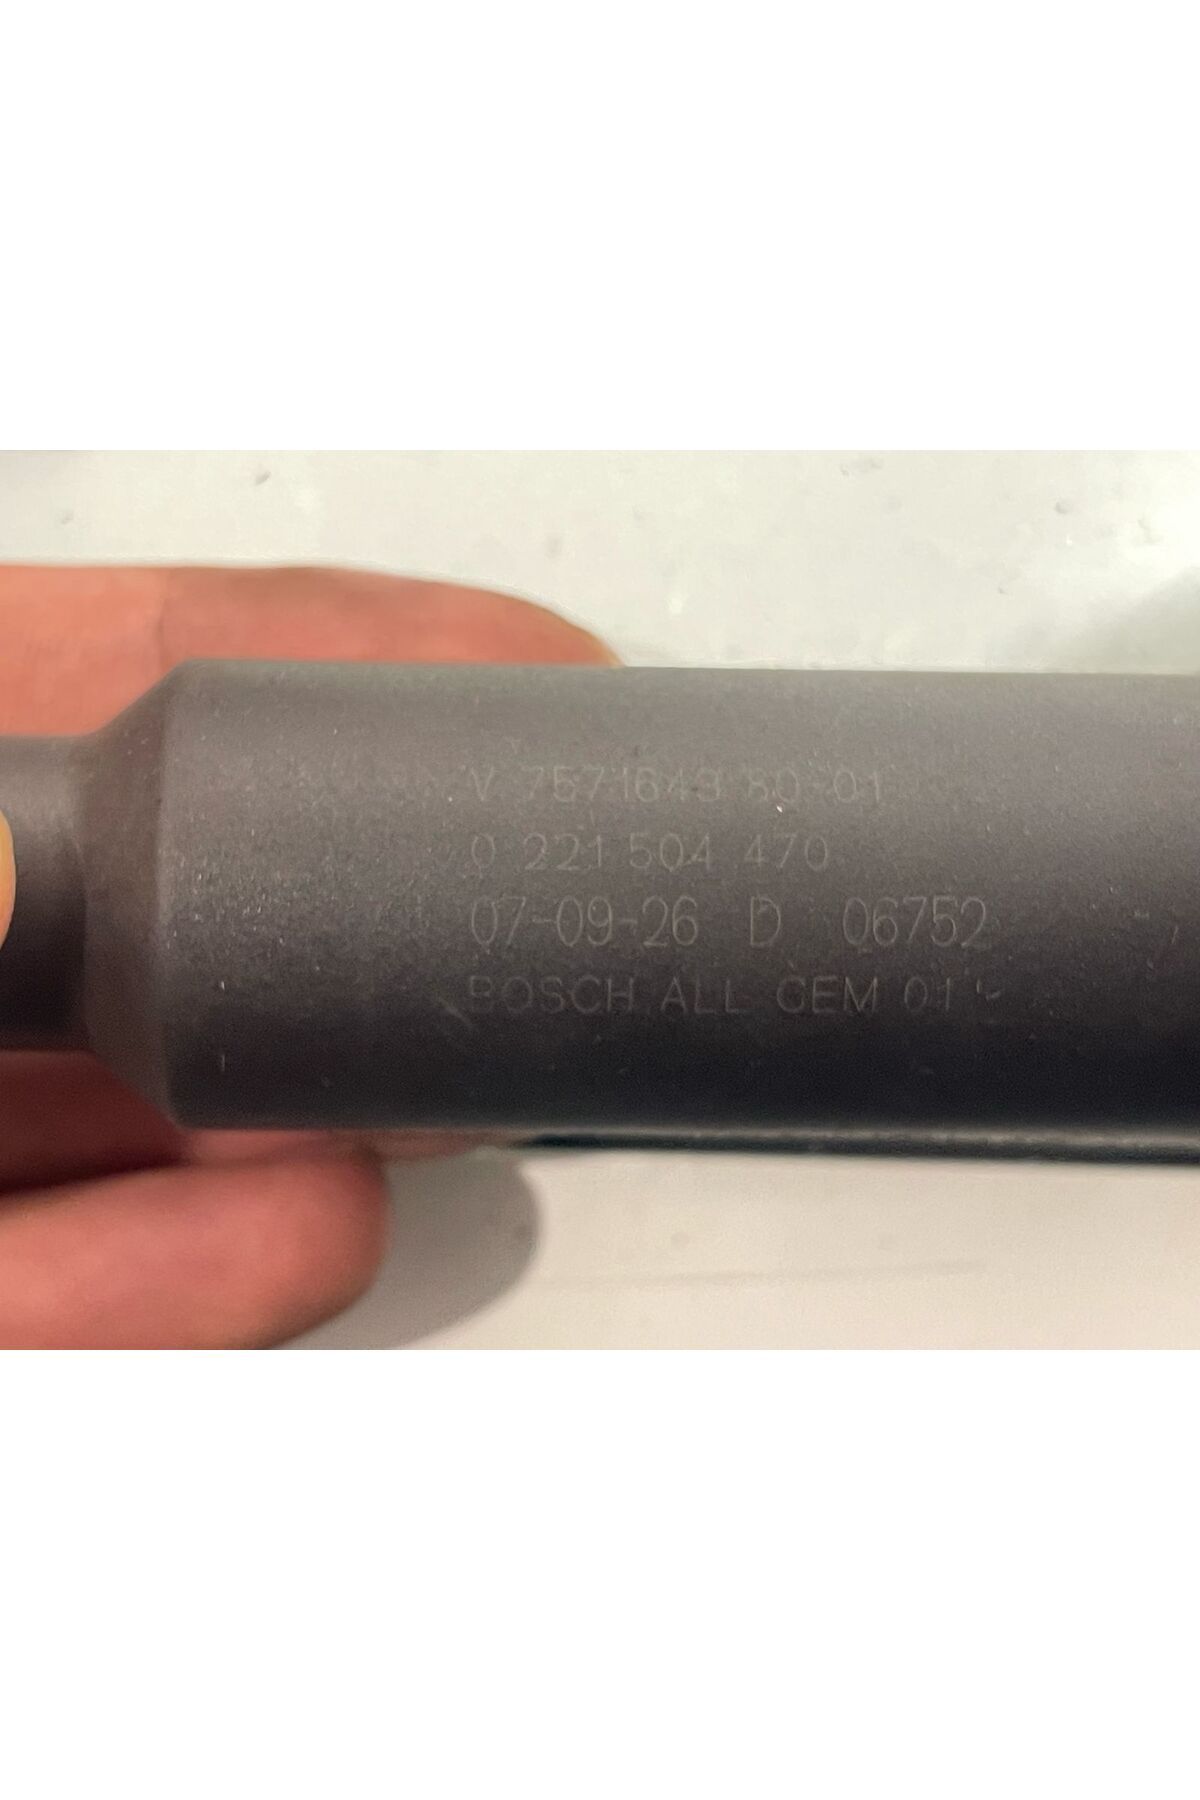 V 7571643 80-01
0 221 504 470
07-09-26 D 06752
BOSCH ALL GEM 01